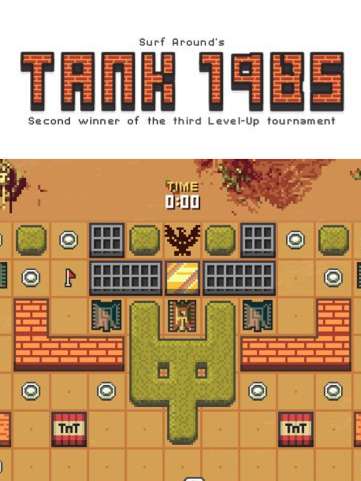 Surf Around's
TANK 1985
Second winner of the third Level-Up tournament
TIME
0:00
TNT TNT